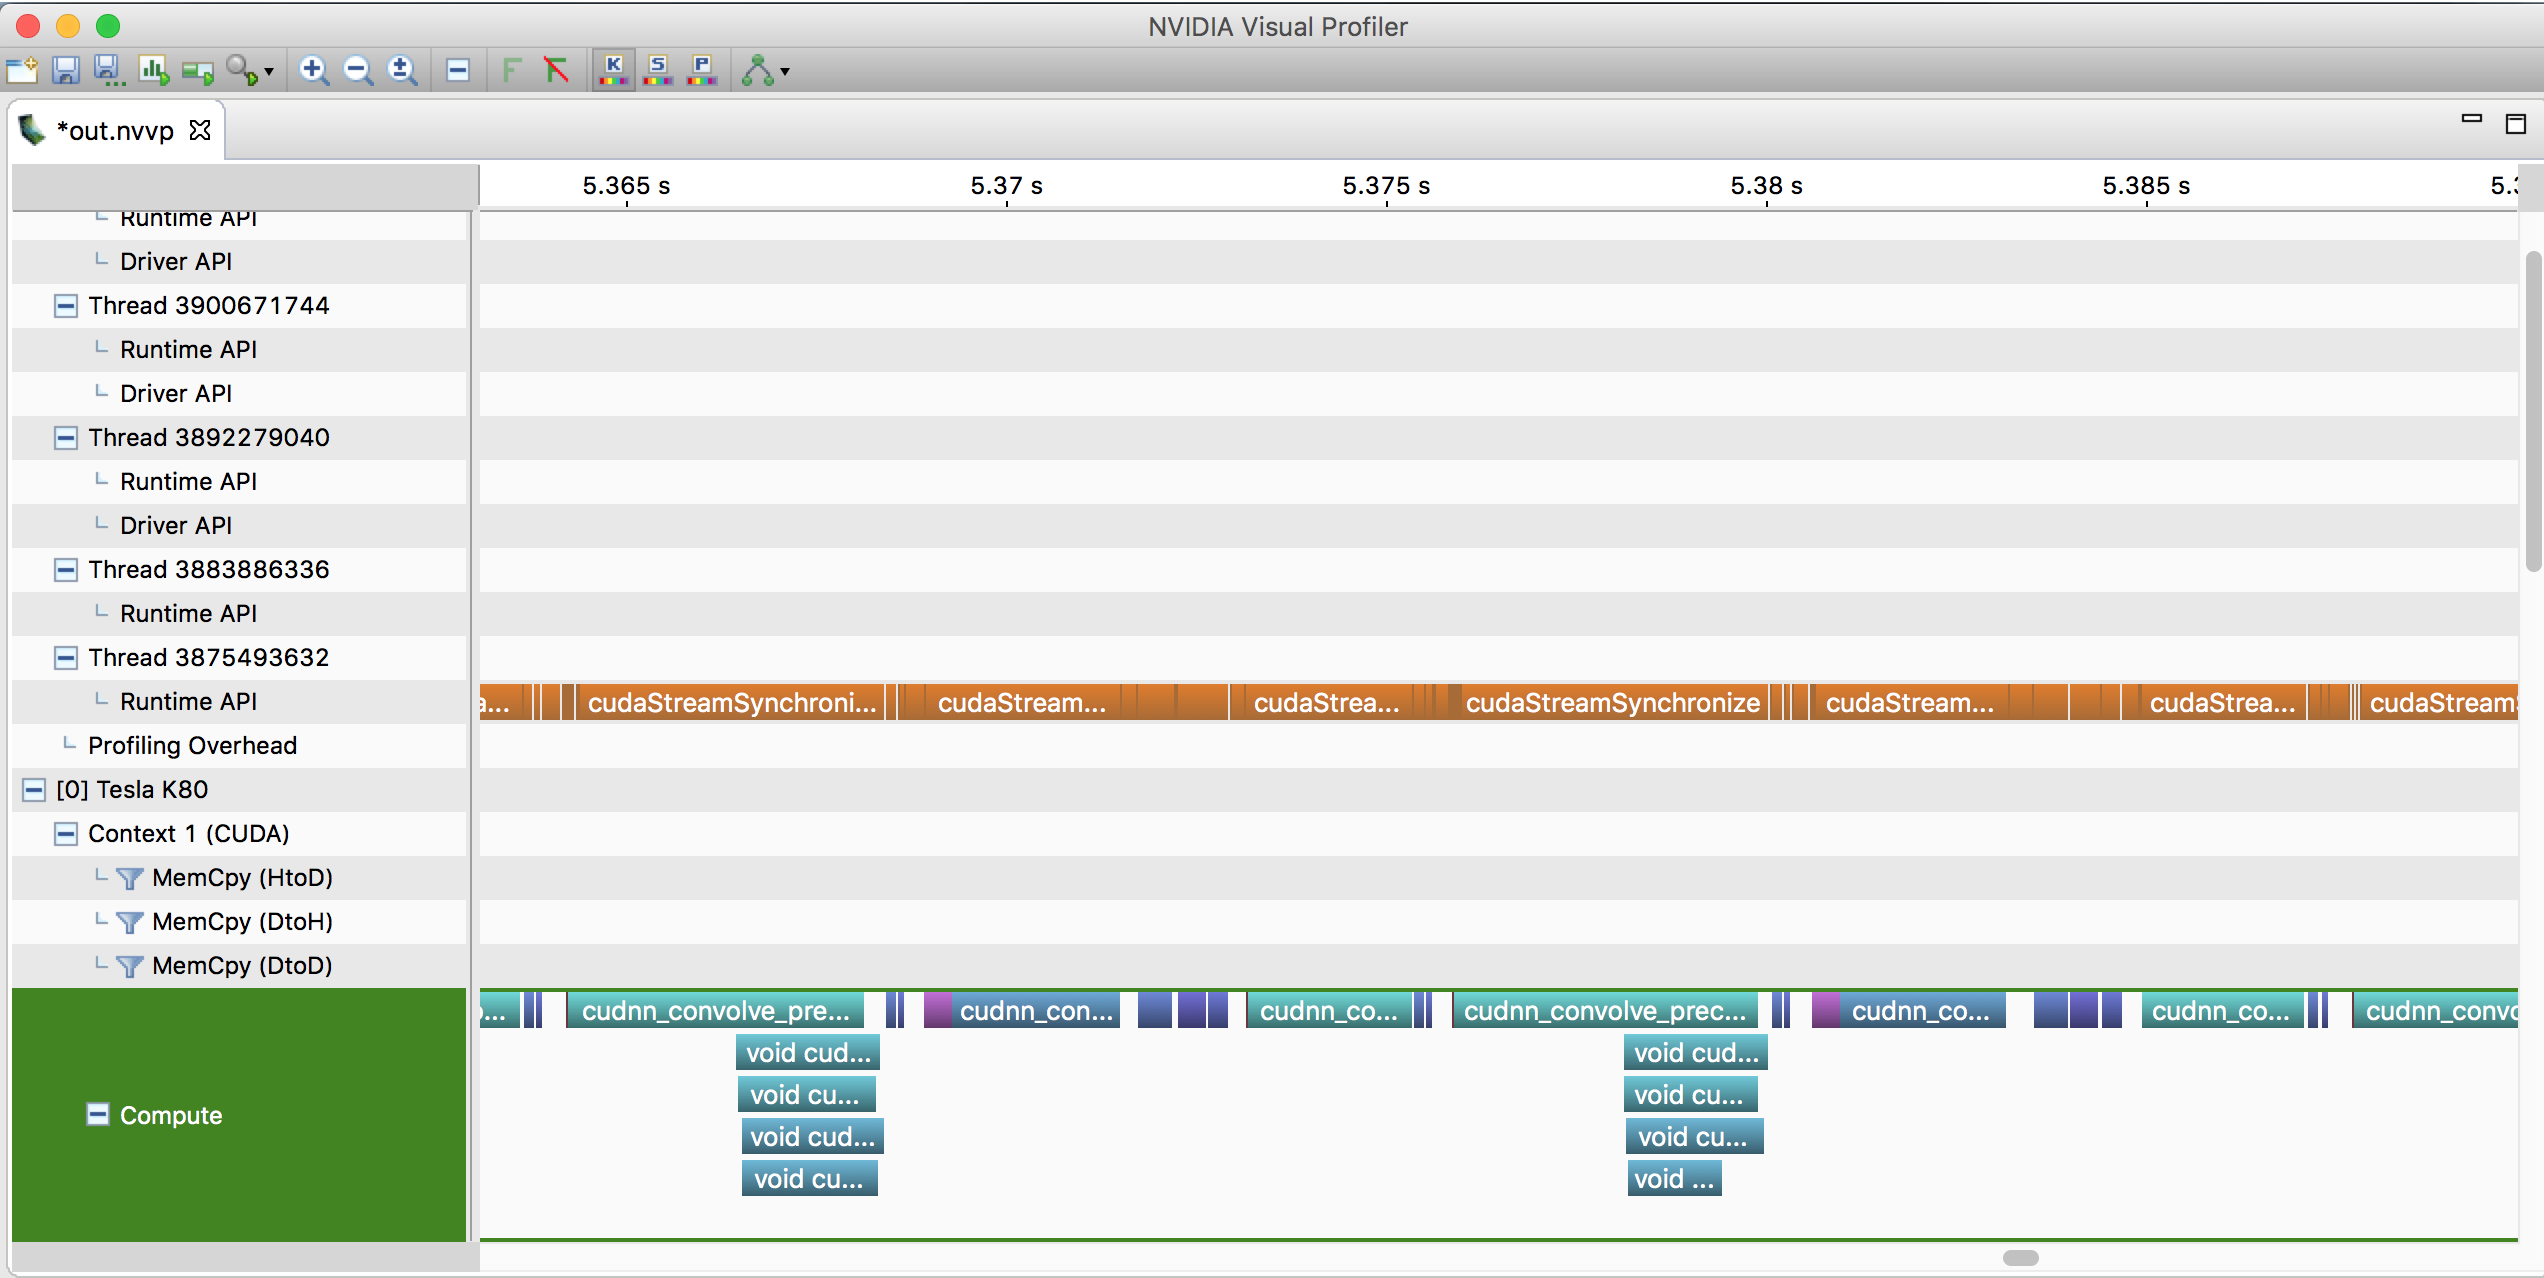 NVIDIA Visual Profiler
K S P
*out.nvvp
5.365 s 5.37 s 5.375 s 5.38 s 5.385 s
Runtime API
Driver API
Thread 3900671744
Runtime API
Driver API
Thread 3892279040
Runtime API
Driver API
Thread 3883886336
Runtime API
Thread 3875493632
Runtime API
a... cudaStreamSynchroni... cudaStream... cudaStrea... cudaStreamSynchronize cudaStream... cudaStrea... cudaStream
Profiling Overhead
[0] Tesla K80
Context 1 (CUDA)
MemCpy (HtoD)
MemCpy (DtoH)
MemCpy (DtoD)
Compute
... cudnn_convolve_pre... cudnn_con... cudnn_co... cudnn_convolve_prec... cudnn_co... cudnn_co... cudnn_convo
void cud... void cud...
void cu... void cu...
void cud... void cu...
void cu... void ...